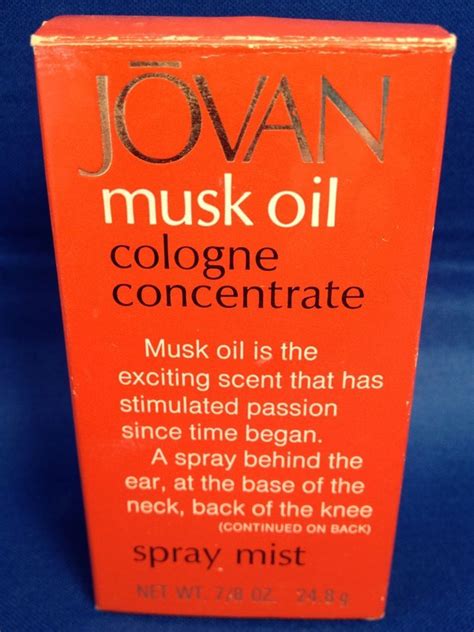 JŌVAN
musk oil
cologne
concentrate
Musk oil is the
exciting scent that has
stimulated passion
since time began.
A spray behind the
ear, at the base of the
neck, back of the knee
(CONTINUED ON BACK)
spray mist
NET WT. 7/8 OZ. 24.8 g